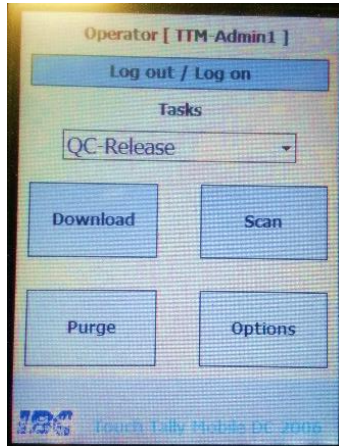 Operator [ TTM-Admin1 ]
Log out / Log on
Tasks
QC-Release
Download
Scan
Purge
Options
Touch Tally Mobile DC 2006